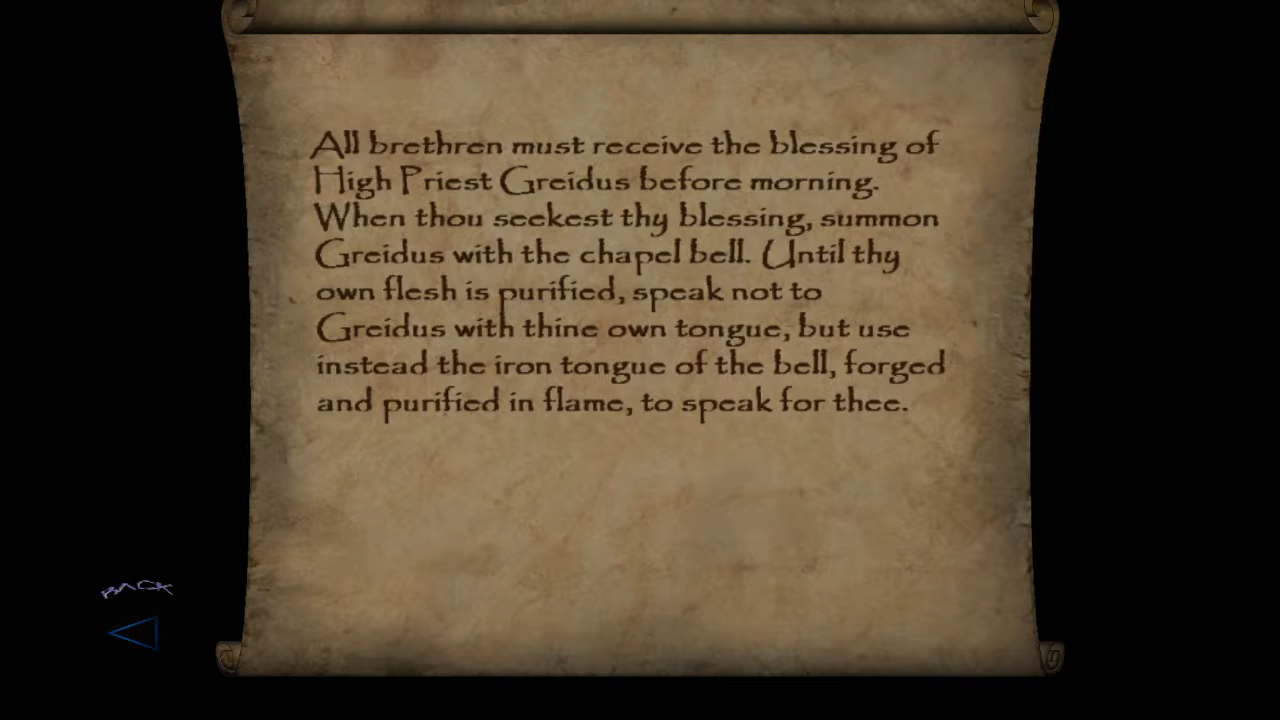 All brethren must receive the blessing of
High Priest Greidus before morning.
When thou seekest thy blessing, summon
Greidus with the chapel bell. Until thy
own flesh is purified, speak not to
Greidus with thine own tongue, but use
instead the iron tongue of the bell, forged
and purified in flame, to speak for thee.
BACK